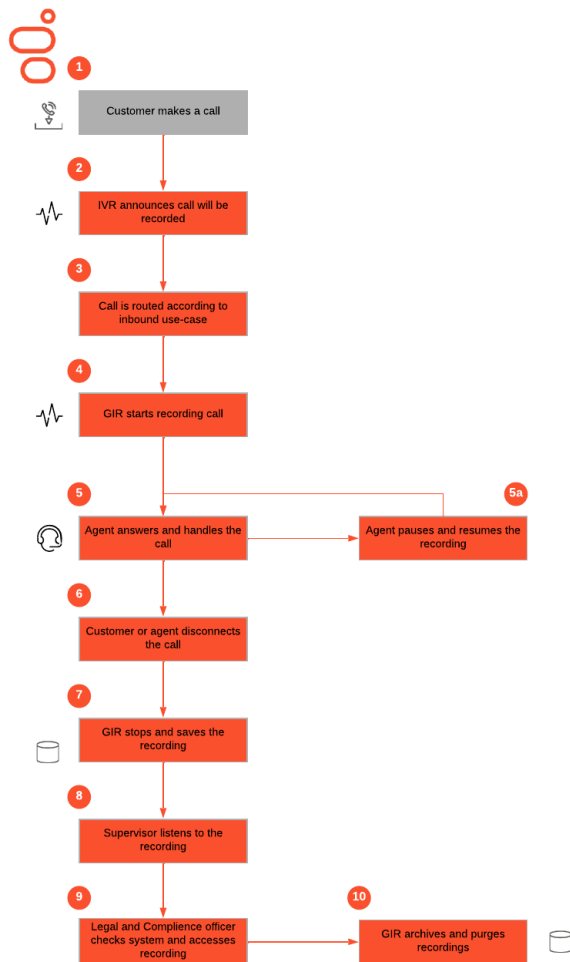 1
Customer makes a call
2
IVR announces call will be
recorded
3
Call is routed according to
inbound use-case
4
GIR starts recording call
5
5a
Agent answers and handles the
call
Agent pauses and resumes the
recording
6
Customer or agent disconnects
the call
7
GIR stops and saves the
recording
8
Supervisor listens to the
recording
9
10
Legal and Complience officer
checks system and accesses
recording
GIR archives and purges
recordings